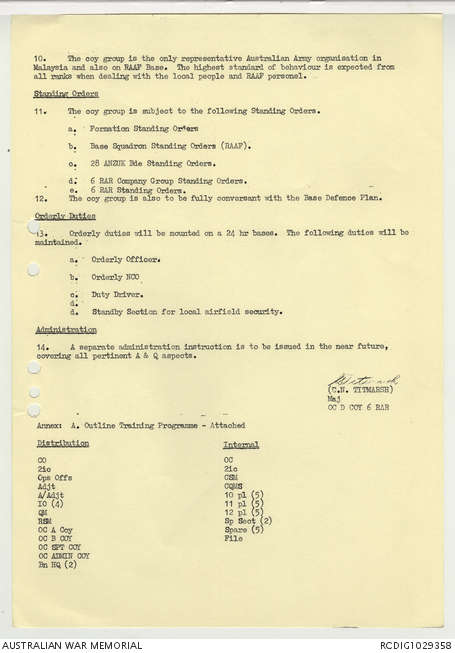 10. The coy group is the only representative Australian Army organisation in
Malaysia and also on RAAF Base. The highest standard of behaviour is expected from
all ranks when dealing with the local people and RAAF personel.
Standing Orders
11. The coy group is subject to the following Standing Orders.
a. Formation Standing Orders
b. Base Squadron Standing Orders (RAAF).
c. 28 ANZUK Bde Standing Orders.
d. 6 RAR Company Group Standing Orders.
e. 6 RAR Standing Orders.
12. The coy group is also to be fully conversant with the Base Defence Plan.
Orderly Duties
13. Orderly duties will be mounted on a 24 hr bases. The following duties will be
maintained.
a. Orderly Officer.
b. Orderly NCO
c. Duty Driver.
d.
d. Standby Section for local airfield security.
Administration
14. A separate administration instruction is to be issued in the near future,
covering all pertinent A & Q aspects.
(C.N. TITMARSH)
Maj
OC D COY 6 RAR
Annex: A. Outline Training Programme - Attached
Distribution
CO
2ic
Ops Offs
Adjt
A/Adjt
IO (4)
QM
RSM
OC A Coy
OC B COY
OC SPT COY
OC ADMIN COY
Bn HQ (2)
Internal
OC
2ic
CSM
CQMS
10 pl (5)
11 pl (5)
12 pl (5)
Sp Sect (2)
Spare (5)
File
AUSTRALIAN WAR MEMORIAL
RCDIG1029358